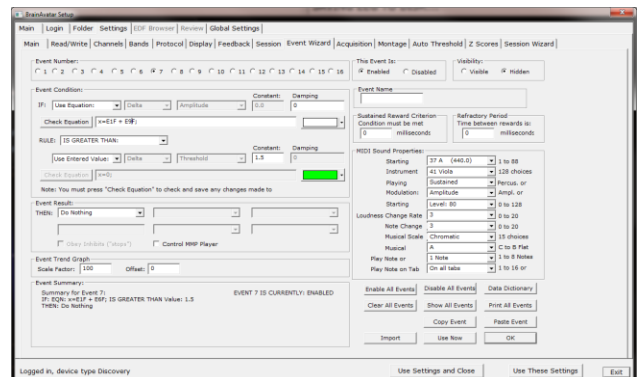 BrainAvatar Setup
Main Login Folder Settings EDF Browser Review Global Settings
Main Read/Write Channels Bands Protocol Display Feedback Session Event Wizard Acquisition Montage Auto Threshold Z Scores Session Wizard
Event Number:
1 2 3 4 5 6 7 8 9 10 11 12 13 14 15 16
This Event Is:
Enabled Disabled
Visibility:
Visible Hidden
Event Condition:
Constant: Damping
IF: Use Equation: Delta Amplitude 0.0 0
Check Equation x=E1F + E9F;
RULE: IS GREATER THAN:
Constant: Damping
Use Entered Value: Delta Threshold 1.5 0
Check Equation x=0;
Note: You must press "Check Equation" to check and save any changes made to
Event Name
Sustained Reward Criterion
Condition must be met
0 milliseconds
Refractory Period
Time between rewards is:
0 milliseconds
MIDI Sound Properties:
Starting 37 A (440.0) 1 to 88
Instrument 41 Viola 128 choices
Playing Sustained Percus. or
Modulation: Amplitude Ampl. or
Starting Level: 80 0 to 128
Loudness Change Rate 3 0 to 20
Note Change 3 0 to 20
Musical Scale Chromatic 15 choices
Musical A C to B Flat
Play Note or 1 Note 1 to 8 Notes
Play Note on Tab On all tabs 1 to 16 or
Event Result:
THEN: Do Nothing
Obey Inhibits ("stops") Control MMP Player
Event Trend Graph
Scale Factor: 100 Offset: 0
Event Summary:
Summary for Event 7: EVENT 7 IS CURRENTLY: ENABLED
IF: EQN: x=E1F + E6F; IS GREATER THAN Value: 1.5
THEN: Do Nothing
Enable All Events Disable All Events Data Dictionary
Clear All Events Show All Events Print All Events
Copy Event Paste Event
Import Use Now OK
Logged in, device type Discovery Use Settings and Close Use These Settings Exit